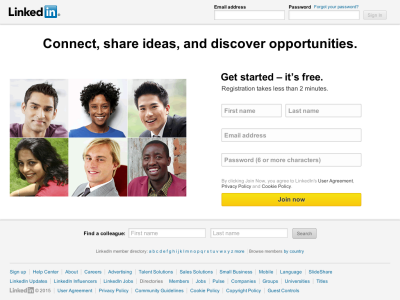 Linked in
Email address
Password Forgot your password?
Sign In
Connect, share ideas, and discover opportunities.
Get started – it's free.
Registration takes less than 2 minutes.
First name Last name
Email address
Password (6 or more characters)
By clicking Join Now, you agree to LinkedIn's User Agreement, Privacy Policy and Cookie Policy.
Join now
Find a colleague: First name Last name Search
LinkedIn member directory: a b c d e f g h i j k l m n o p q r s t u v w x y z more Browse members by country
Sign up Help Center About Careers Advertising Talent Solutions Sales Solutions Small Business Mobile Language SlideShare
LinkedIn Updates LinkedIn Influencers LinkedIn Jobs Directories Members Jobs Pulse Companies Groups Universities Titles
Linked in © 2015 User Agreement Privacy Policy Community Guidelines Cookie Policy Copyright Policy Guest Controls